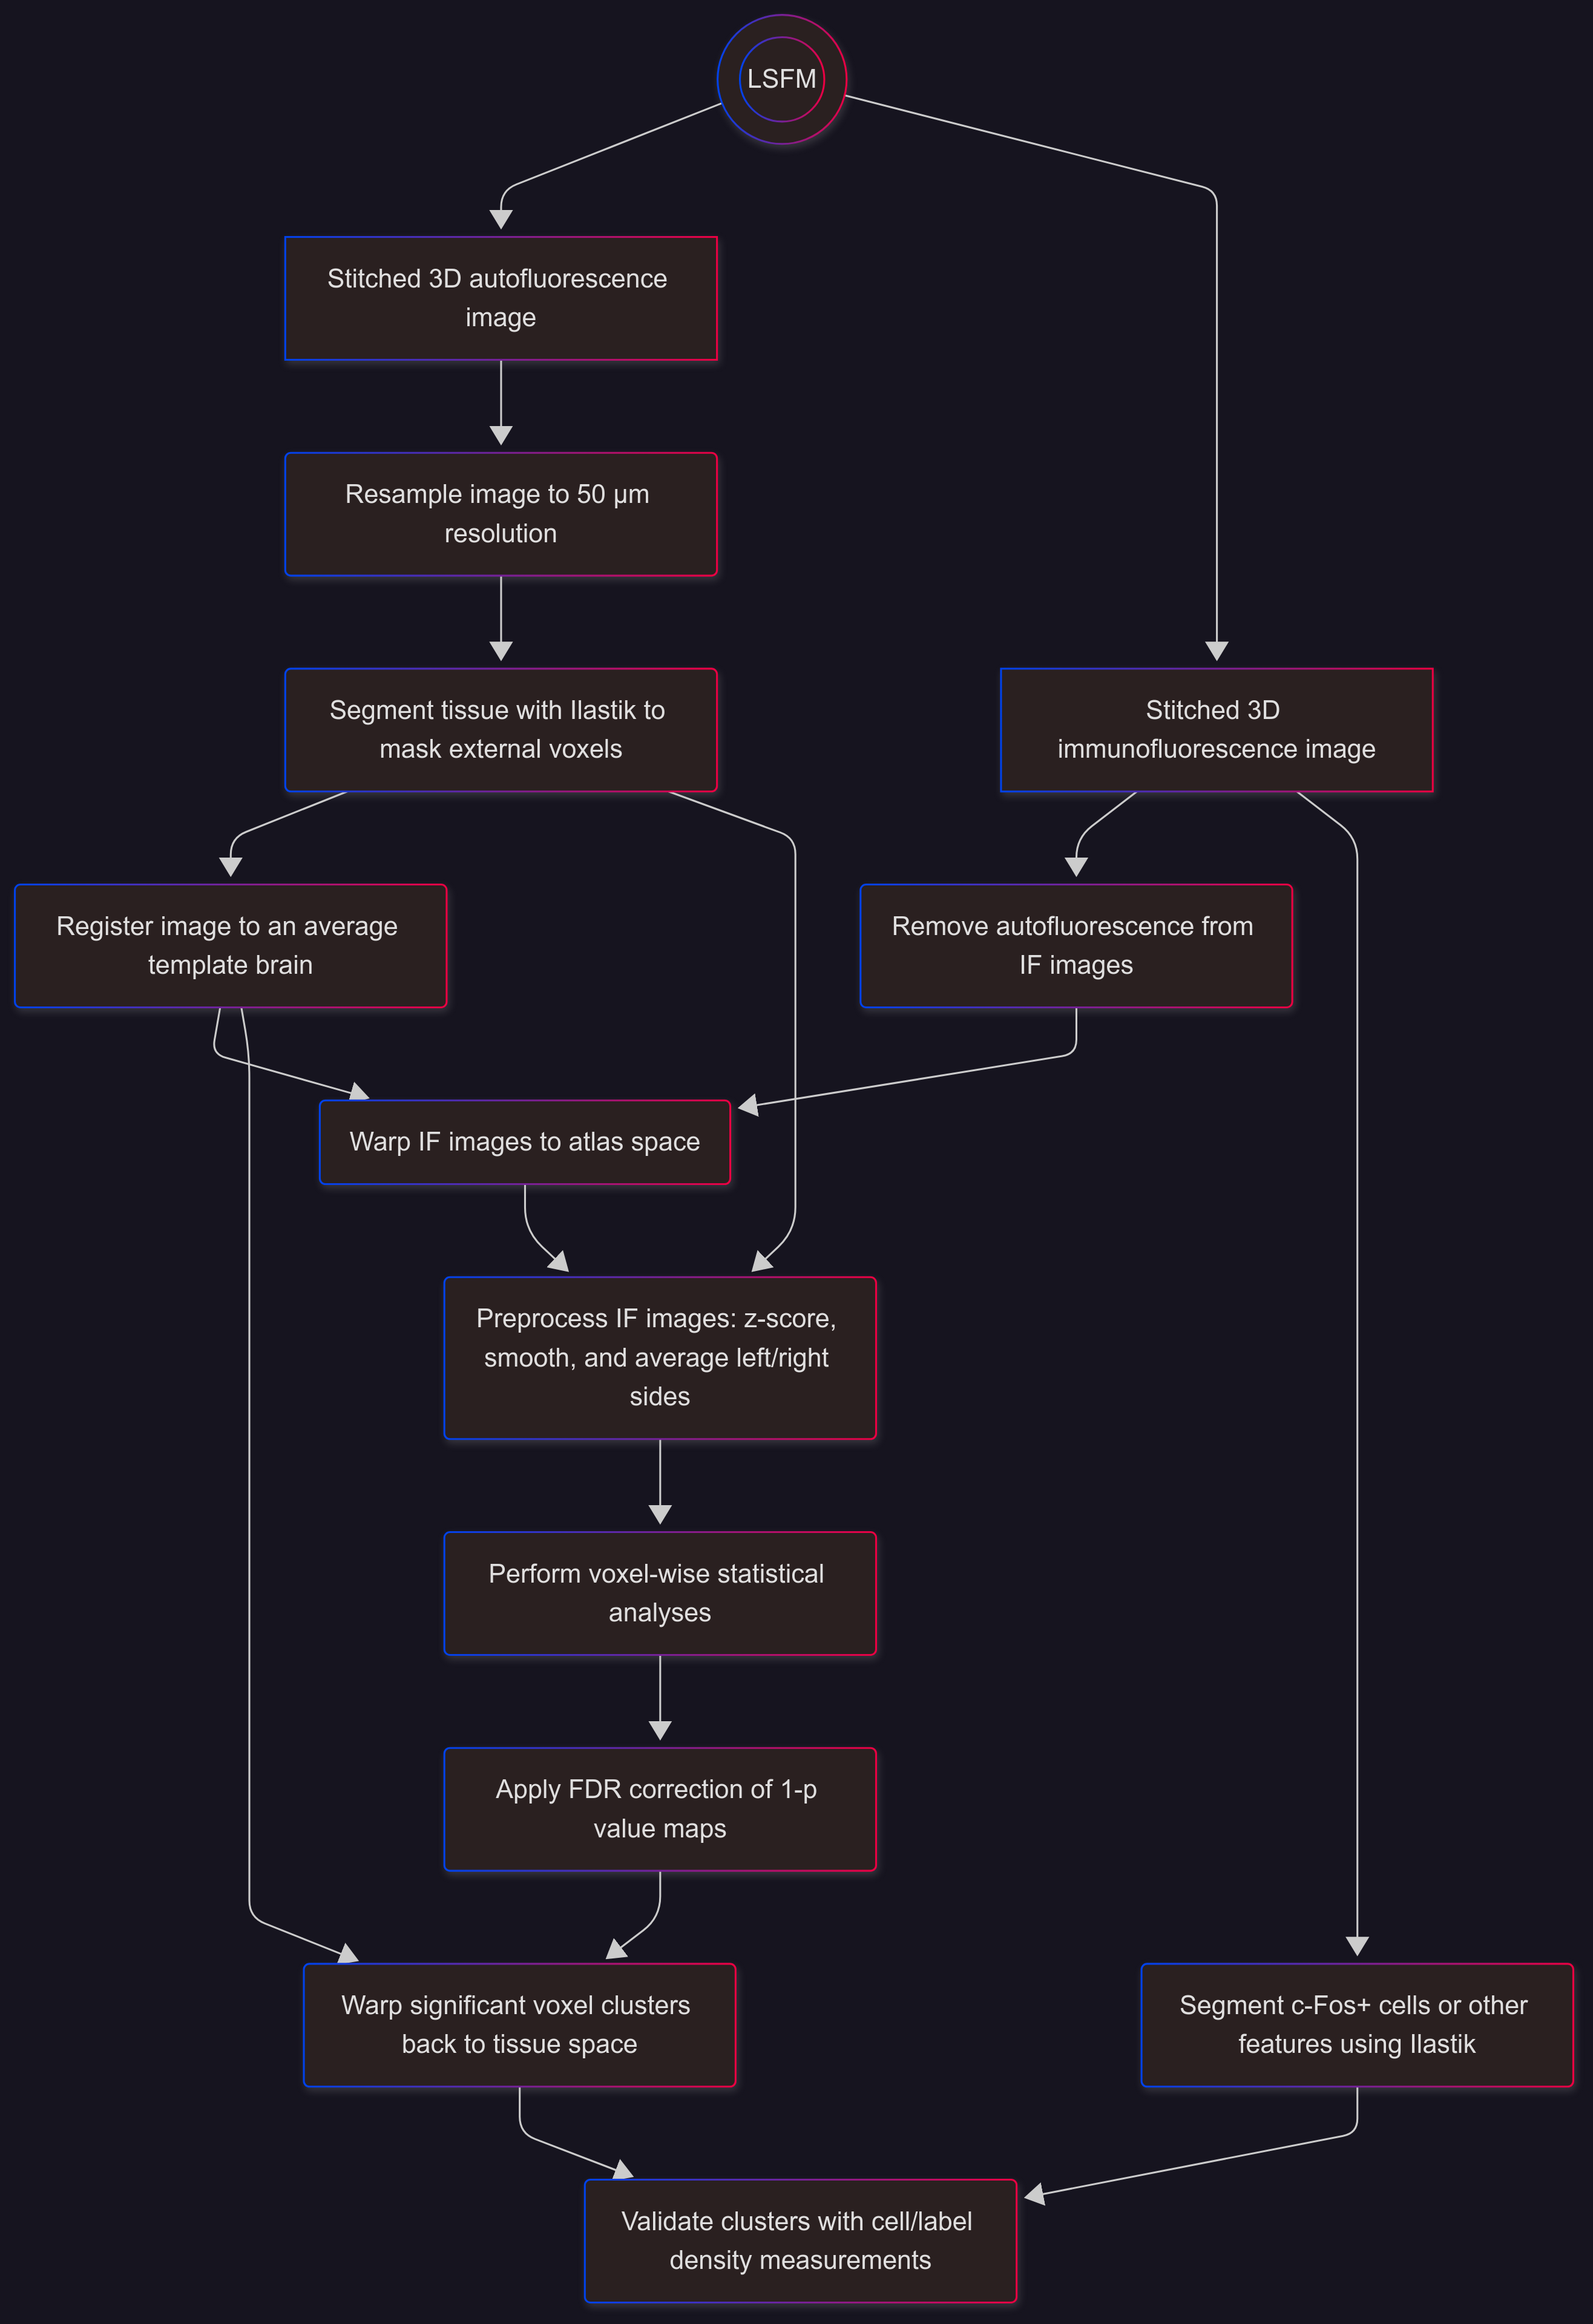 LSFM
Stitched 3D autofluorescence
image
Resample image to 50 µm
resolution
Segment tissue with Ilastik to
mask external voxels
Stitched 3D
immunofluorescence image
Register image to an average
template brain
Remove autofluorescence from
IF images
Warp IF images to atlas space
Preprocess IF images: z-score,
smooth, and average left/right
sides
Perform voxel-wise statistical
analyses
Apply FDR correction of 1-p
value maps
Warp significant voxel clusters
back to tissue space
Segment c-Fos+ cells or other
features using Ilastik
Validate clusters with cell/label
density measurements